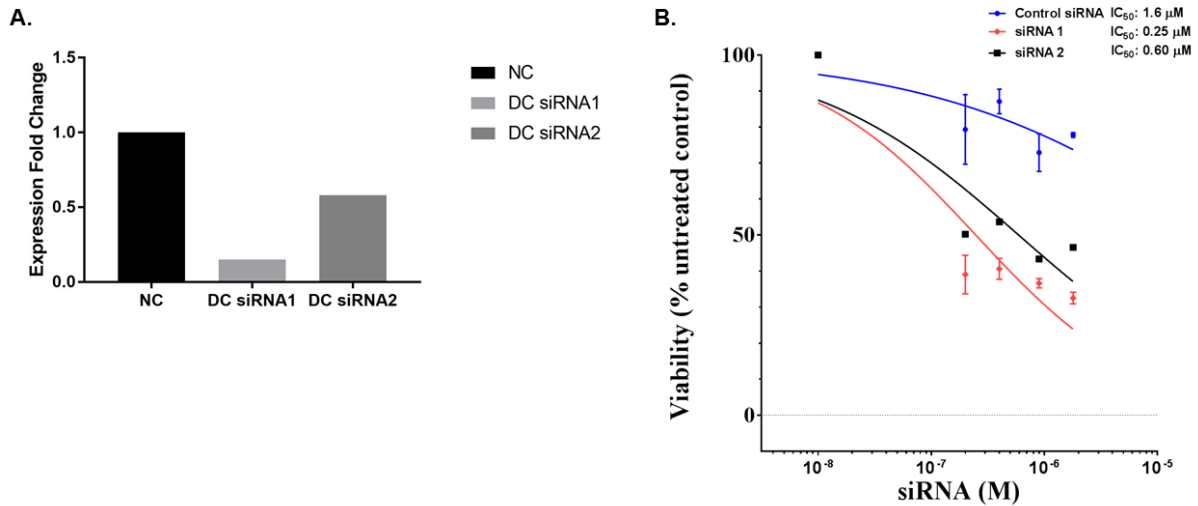 A.
Expression Fold Change
1.5
1.0
0.5
0.0
NC
DC siRNA1
DC siRNA2
NC
DC siRNA1
DC siRNA2
B.
Control siRNA IC50: 1.6 μM
siRNA 1 IC50: 0.25 μM
siRNA 2 IC50: 0.60 μM
Viability (% untreated control)
100
50
0
10-8
10-7
10-6
10-5
siRNA (M)